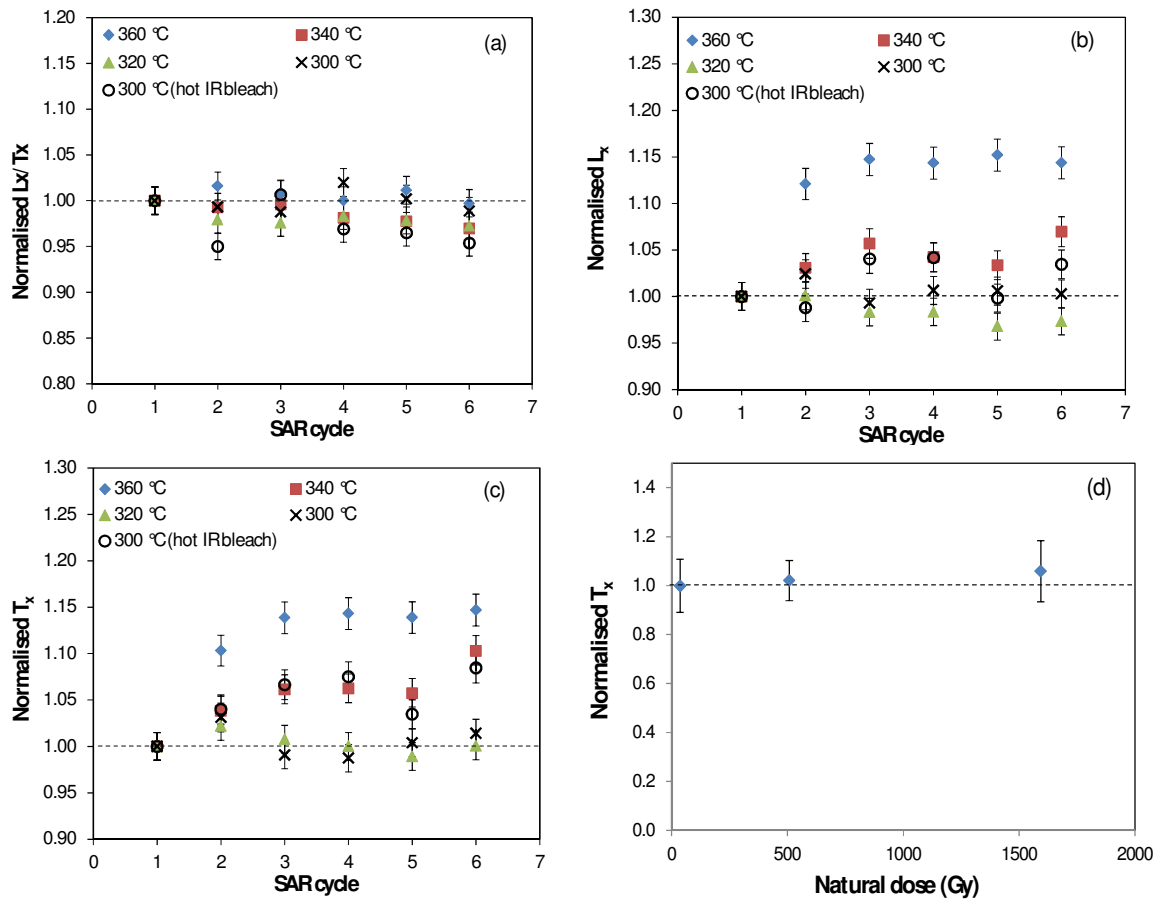 (a)
360 °C 340 °C
320 °C 300 °C
300 °C(hot IRbleach)
Normalised Lx/Tx
1.20
1.15
1.10
1.05
1.00
0.95
0.90
0.85
0.80
0 1 2 3 4 5 6 7
SAR cycle
(b)
360 °C 340 °C
320 °C 300 °C
300 °C(hot IRbleach)
Normalised Lx
1.30
1.25
1.20
1.15
1.10
1.05
1.00
0.95
0.90
0 1 2 3 4 5 6 7
SAR cycle
(c)
360 °C 340 °C
320 °C 300 °C
300 °C(hot IRbleach)
Normalised Tx
1.30
1.25
1.20
1.15
1.10
1.05
1.00
0.95
0.90
0 1 2 3 4 5 6 7
SAR cycle
(d)
Normalised Tx
1.4
1.2
1.0
0.8
0.6
0.4
0.2
0.0
0 500 1000 1500 2000
Natural dose (Gy)